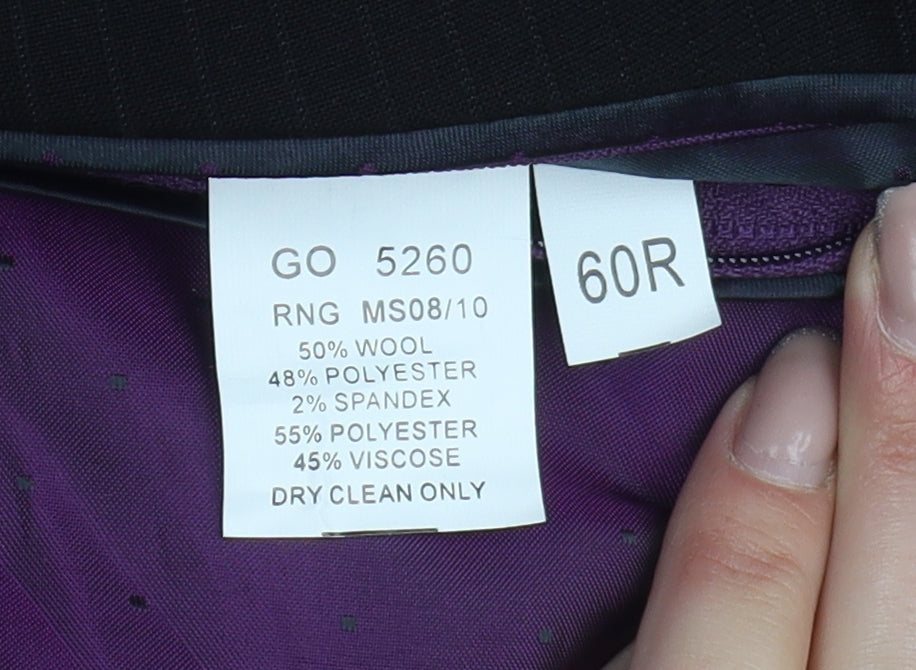 GO 5260
RNG MS08/10
50% WOOL
48% POLYESTER
2% SPANDEX
55% POLYESTER
45% VISCOSE
DRY CLEAN ONLY
60R